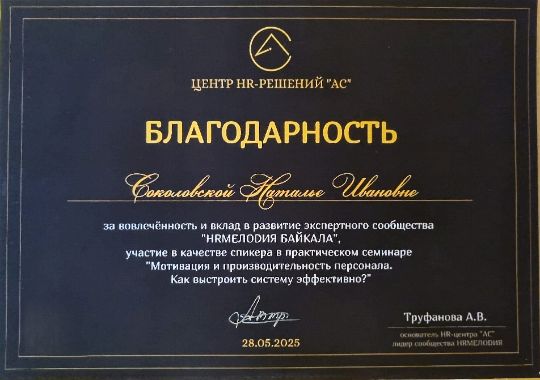 ЦЕНТР HR-РЕШЕНИЙ "АС"
БЛАГОДАРНОСТЬ
Соколовской Наталье Ивановне
за вовлечённость и вклад в развитие экспертного сообщества
"HRМЕЛОДИЯ БАЙКАЛА",
участие в качестве спикера в практическом семинаре
"Мотивация и производительность персонала.
Как выстроить систему эффективно?"
28.05.2025
Труфанова А.В.
основатель HR-центра "АС"
лидер сообщества HRМЕЛОДИЯ